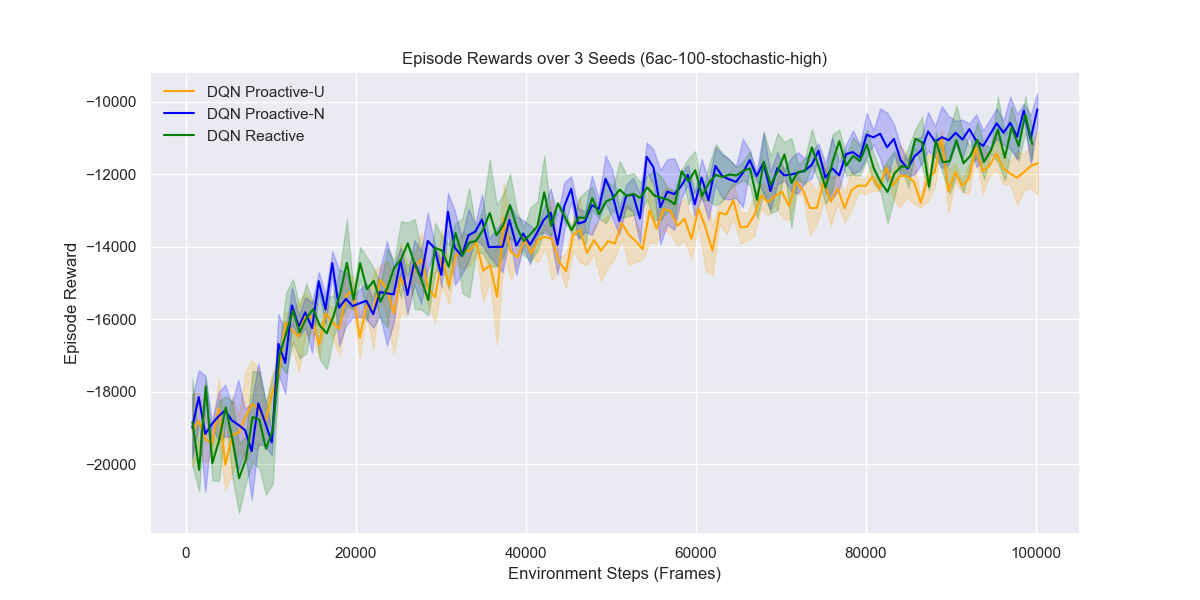 Episode Rewards over 3 Seeds (6ac-100-stochastic-high)
DQN Proactive-U
DQN Proactive-N
DQN Reactive
Episode Reward
−10000
−12000
−14000
−16000
−18000
−20000
0 20000 40000 60000 80000 100000
Environment Steps (Frames)